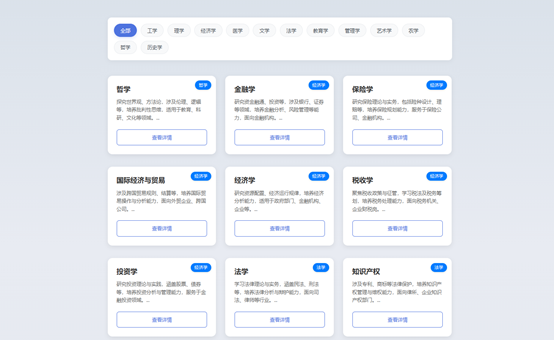 全部 工学 理学 经济学 医学 文学 法学 教育学 管理学 艺术学 农学
哲学 历史学
哲学
哲学
探究世界观、方法论，涉及伦理、逻辑
等，培养批判性思维，适用于教育、科
研、文化等领域。...
查看详情
经济学
金融学
研究资金融通、投资等，涉及银行、证券
等领域，培养金融分析、风险管理等能
力，面向金融机构。...
查看详情
经济学
保险学
研究保险理论与实务，包括险种设计、理
赔等，培养保险规划能力，服务于保险公
司、金融机构。...
查看详情
经济学
国际经济与贸易
涉及跨国贸易规则、结算等，培养国际贸
易操作与分析能力，面向外贸企业、跨国
公司。...
查看详情
经济学
经济学
研究资源配置、经济运行规律，培养经济
分析能力，适用于政府部门、金融机构、
企业等。...
查看详情
经济学
税收学
聚焦税收政策与征管，学习税法及税务筹
划，培养税务处理能力，面向税务机关、
企业财税岗。...
查看详情
经济学
投资学
研究投资理论与实践，涵盖股票、债券
等，培养投资分析与管理能力，服务于金
融投资领域。...
查看详情
法学
法学
学习法律理论与实务，涵盖民法、刑法
等，培养法律分析与辩护能力，面向司
法、律师等行业。...
查看详情
法学
知识产权
涉及专利、商标等法律保护，培养知识产
权管理与维权能力，面向律所、企业知识
产权部门。...
查看详情